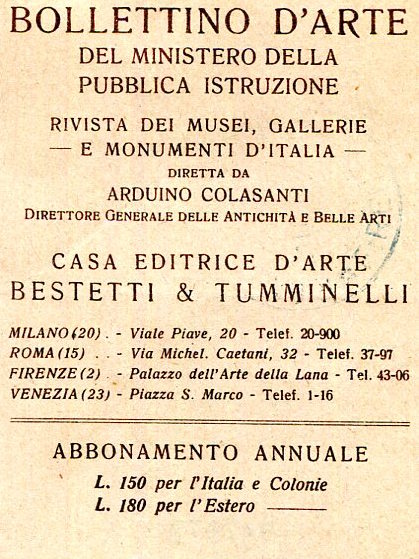 BOLLETTINO D'ARTE
DEL MINISTERO DELLA
PUBBLICA ISTRUZIONE
RIVISTA DEI MUSEI, GALLERIE
— E MONUMENTI D'ITALIA —
DIRETTA DA
ARDUINO COLASANTI
DIRETTORE GENERALE DELLE ANTICHITÀ E BELLE ARTI
CASA EDITRICE D'ARTE
BESTETTI & TUMMINELLI
MILANO (20) . - Viale Piave, 20 - Telef. 20-900
ROMA (15) . . - Via Michel. Caetani, 32 - Telef. 37-97
FIRENZE (2) . - Palazzo dell'Arte della Lana - Tel. 43-06
VENEZIA (23) - Piazza S. Marco - Telef. 1-16
ABBONAMENTO ANNUALE
L. 150 per l'Italia e Colonie
L. 180 per l'Estero ———